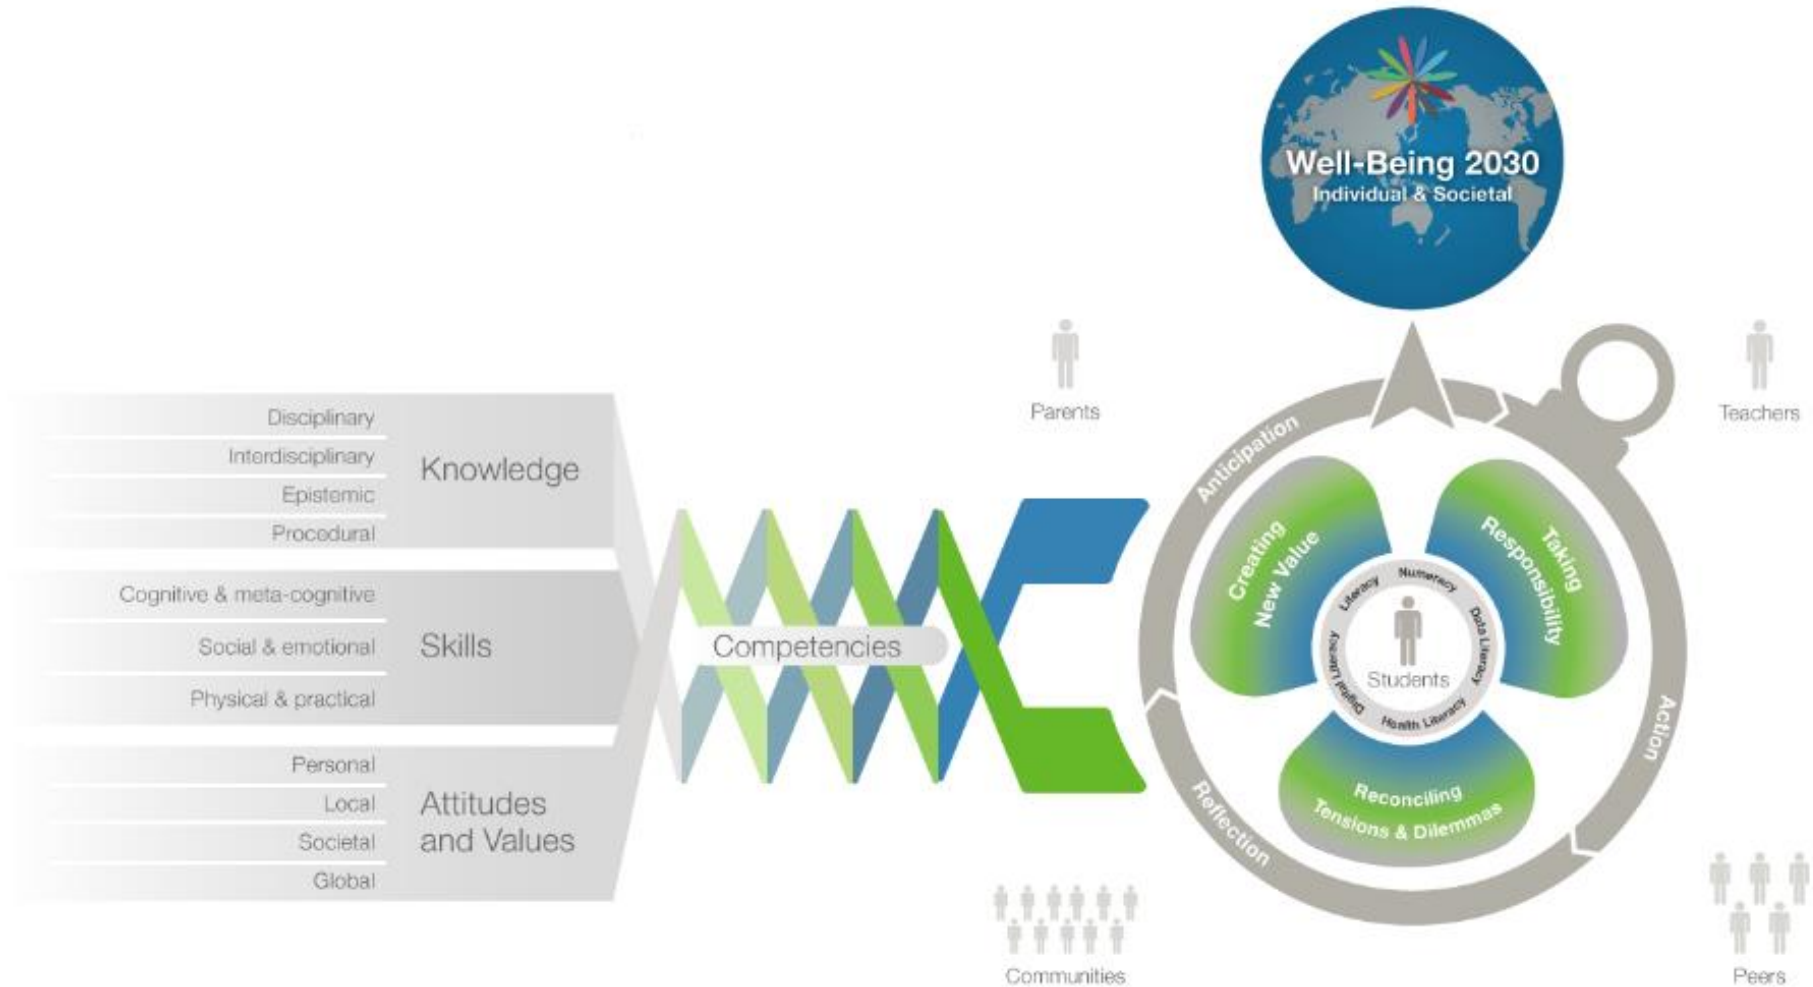 Well-Being 2030
Individual & Societal
Parents
Teachers
Disciplinary
Interdisciplinary
Epistemic
Procedural
Knowledge
Cognitive & meta-cognitive
Social & emotional
Physical & practical
Skills
Personal
Local
Societal
Global
Attitudes
and Values
Competencies
Anticipation
Action
Reflection
Creating
New Value
Taking
Responsibility
Reconciling
Tensions & Dilemmas
Literacy
Numeracy
Data Literacy
Health Literacy
Digital Literacy
Students
Communities
Peers